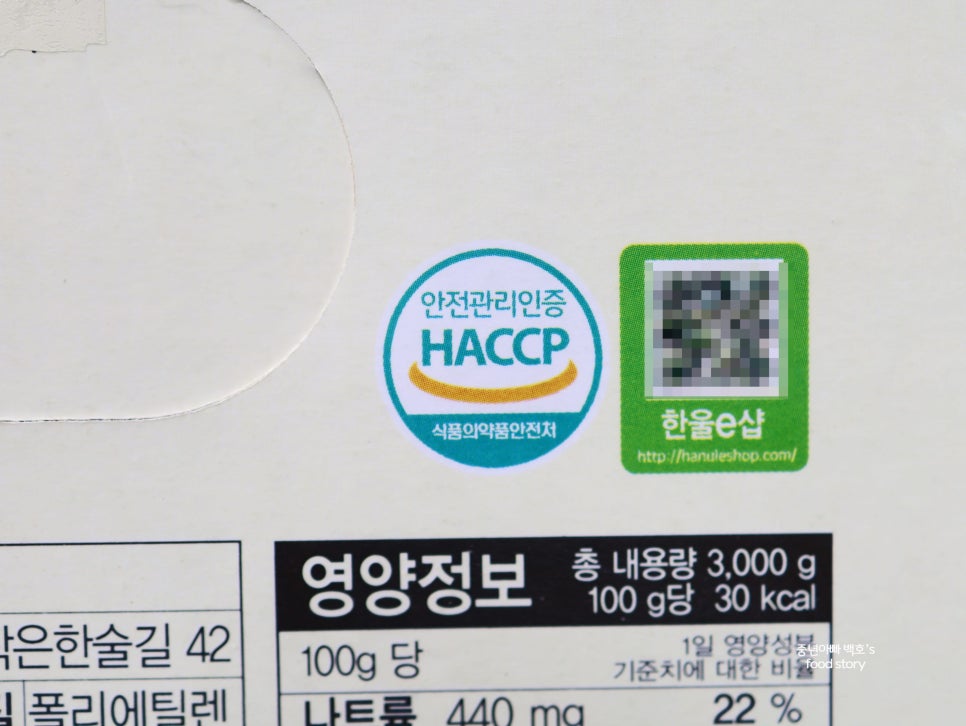 안전관리인증
HACCP
식품의약품안전처
한울e샵
http://hanuleshop.com/
영양정보
총 내용량 3,000 g
100 g당 30 kcal
100g 당
1일 영양성분
기준치에 대한 비율
나트륨 440 mg 22 %
작은한술길 42
폴리에틸렌
중년아빠 백호's
food story